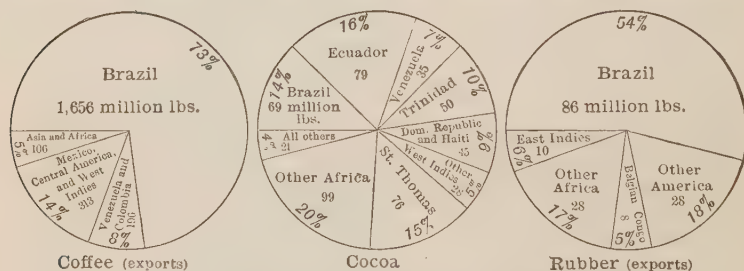 73%
Brazil
1,656 million lbs.
Asia and Africa
5% 106
Mexico,
Central America,
and West
Indies
313
14%
Venezuela and
Colombia
190
8%
Coffee (exports)
16%
Ecuador
79
7%
Venezuela
35
10%
Trinidad
50
Dom. Republic
and Haiti
45
9%
Other
West Indies
28
5%
St. Thomas
76
15%
Other Africa
99
20%
All others
4% 21
14%
Brazil
69 million
lbs.
Cocoa
54%
Brazil
86 million lbs.
East Indies
6% 10
Other
Africa
28
17%
Belgian Congo
8
5%
Other
America
28
18%
Rubber (exports)